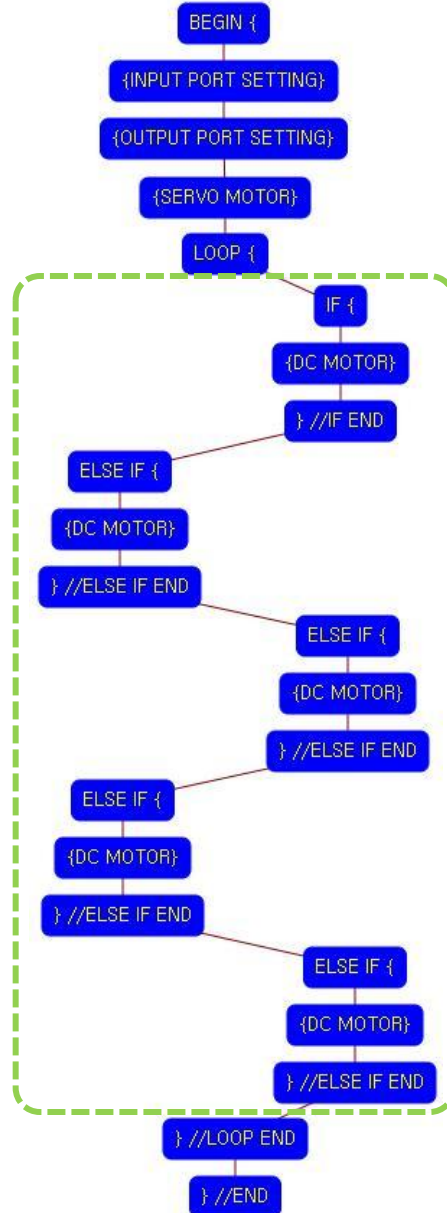 BEGIN {
{INPUT PORT SETTING}
{OUTPUT PORT SETTING}
{SERVO MOTOR}
LOOP {
IF {
{DC MOTOR}
} //IF END
ELSE IF {
{DC MOTOR}
} //ELSE IF END
ELSE IF {
{DC MOTOR}
} //ELSE IF END
ELSE IF {
{DC MOTOR}
} //ELSE IF END
ELSE IF {
{DC MOTOR}
} //ELSE IF END
} //LOOP END
} //END